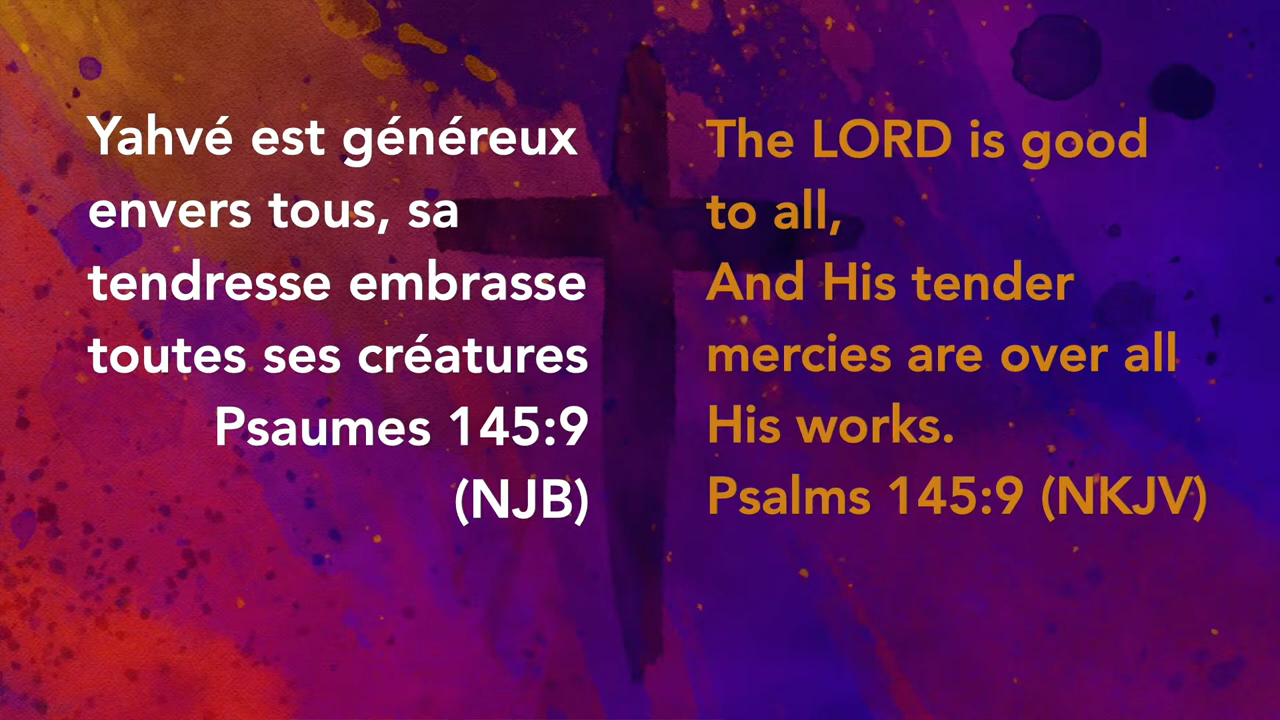 Yahvé est généreux
envers tous, sa
tendresse embrasse
toutes ses créatures
Psaumes 145:9
(NJB)
The LORD is good
to all,
And His tender
mercies are over all
His works.
Psalms 145:9 (NKJV)